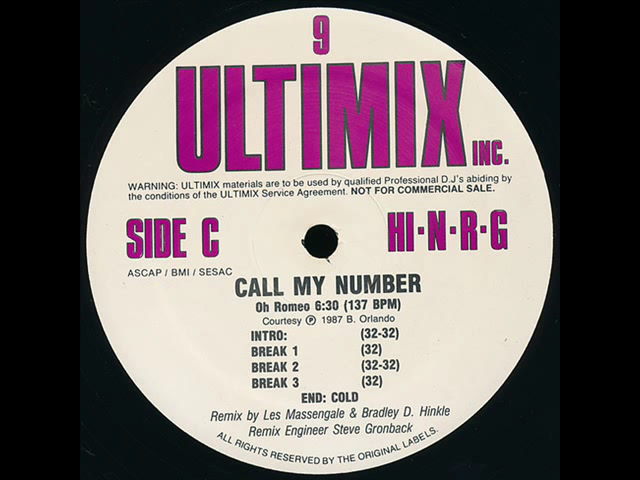 9
ULTIMIX INC.
WARNING: ULTIMIX materials are to be used by qualified Professional D.J's abiding by
the conditions of the ULTIMIX Service Agreement. NOT FOR COMMERCIAL SALE.
SIDE C HI·N·R·G
ASCAP / BMI / SESAC
CALL MY NUMBER
Oh Romeo 6:30 (137 BPM)
Courtesy ℗ 1987 B. Orlando
INTRO: (32-32)
BREAK 1 (32)
BREAK 2 (32-32)
BREAK 3 (32)
END: COLD
Remix by Les Massengale & Bradley D. Hinkle
Remix Engineer Steve Gronback
ALL RIGHTS RESERVED BY THE ORIGINAL LABELS.